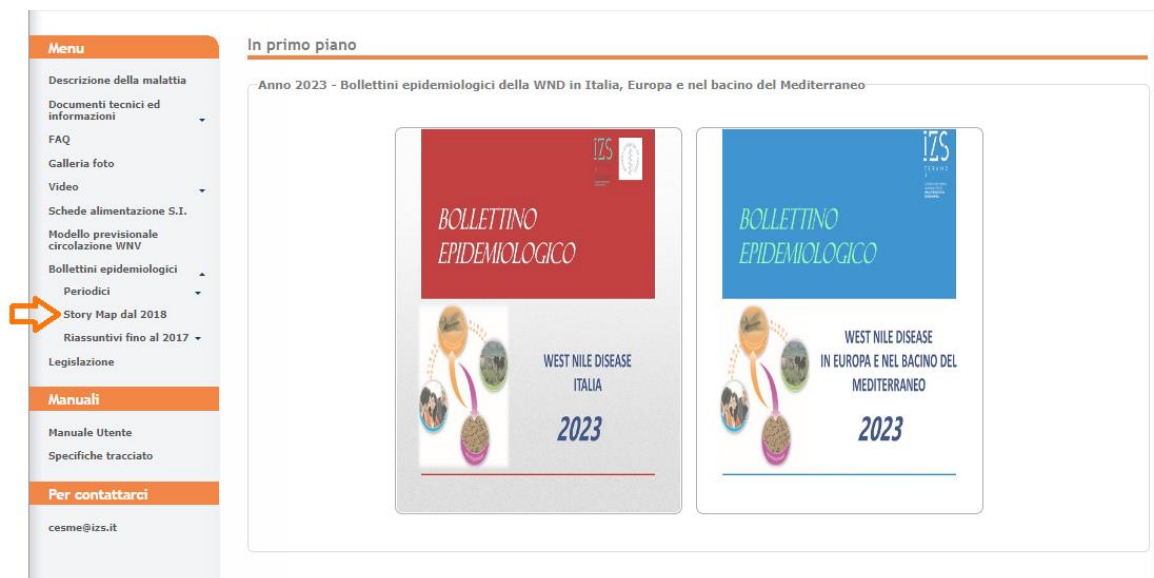 Menu
Descrizione della malattia
Documenti tecnici ed
informazioni
FAQ
Galleria foto
Video
Schede alimentazione S.I.
Modello previsionale
circolazione WNV
Bollettini epidemiologici
Periodici
Story Map dal 2018
Riassuntivi fino al 2017
Legislazione
Manuali
Manuale Utente
Specifiche tracciato
Per contattarci
cesme@izs.it
In primo piano
Anno 2023 - Bollettini epidemiologici della WND in Italia, Europa e nel bacino del Mediterraneo
IZS
BOLLETTINO
EPIDEMIOLOGICO
WEST NILE DISEASE
ITALIA
2023
IZS
TERAMO
BOLLETTINO
EPIDEMIOLOGICO
WEST NILE DISEASE
IN EUROPA E NEL BACINO DEL
MEDITERRANEO
2023